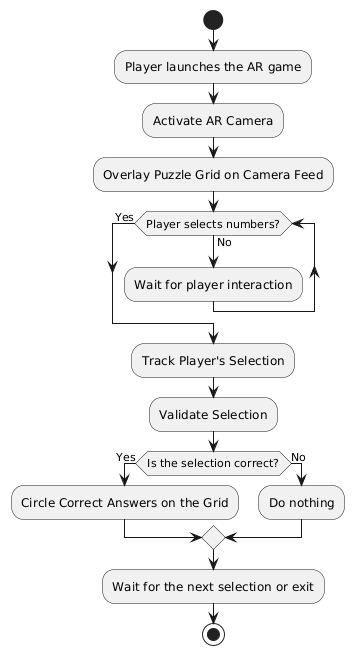 Player launches the AR game
Activate AR Camera
Overlay Puzzle Grid on Camera Feed
Yes
Player selects numbers?
No
Wait for player interaction
Track Player's Selection
Validate Selection
Yes
Is the selection correct?
No
Circle Correct Answers on the Grid
Do nothing
Wait for the next selection or exit